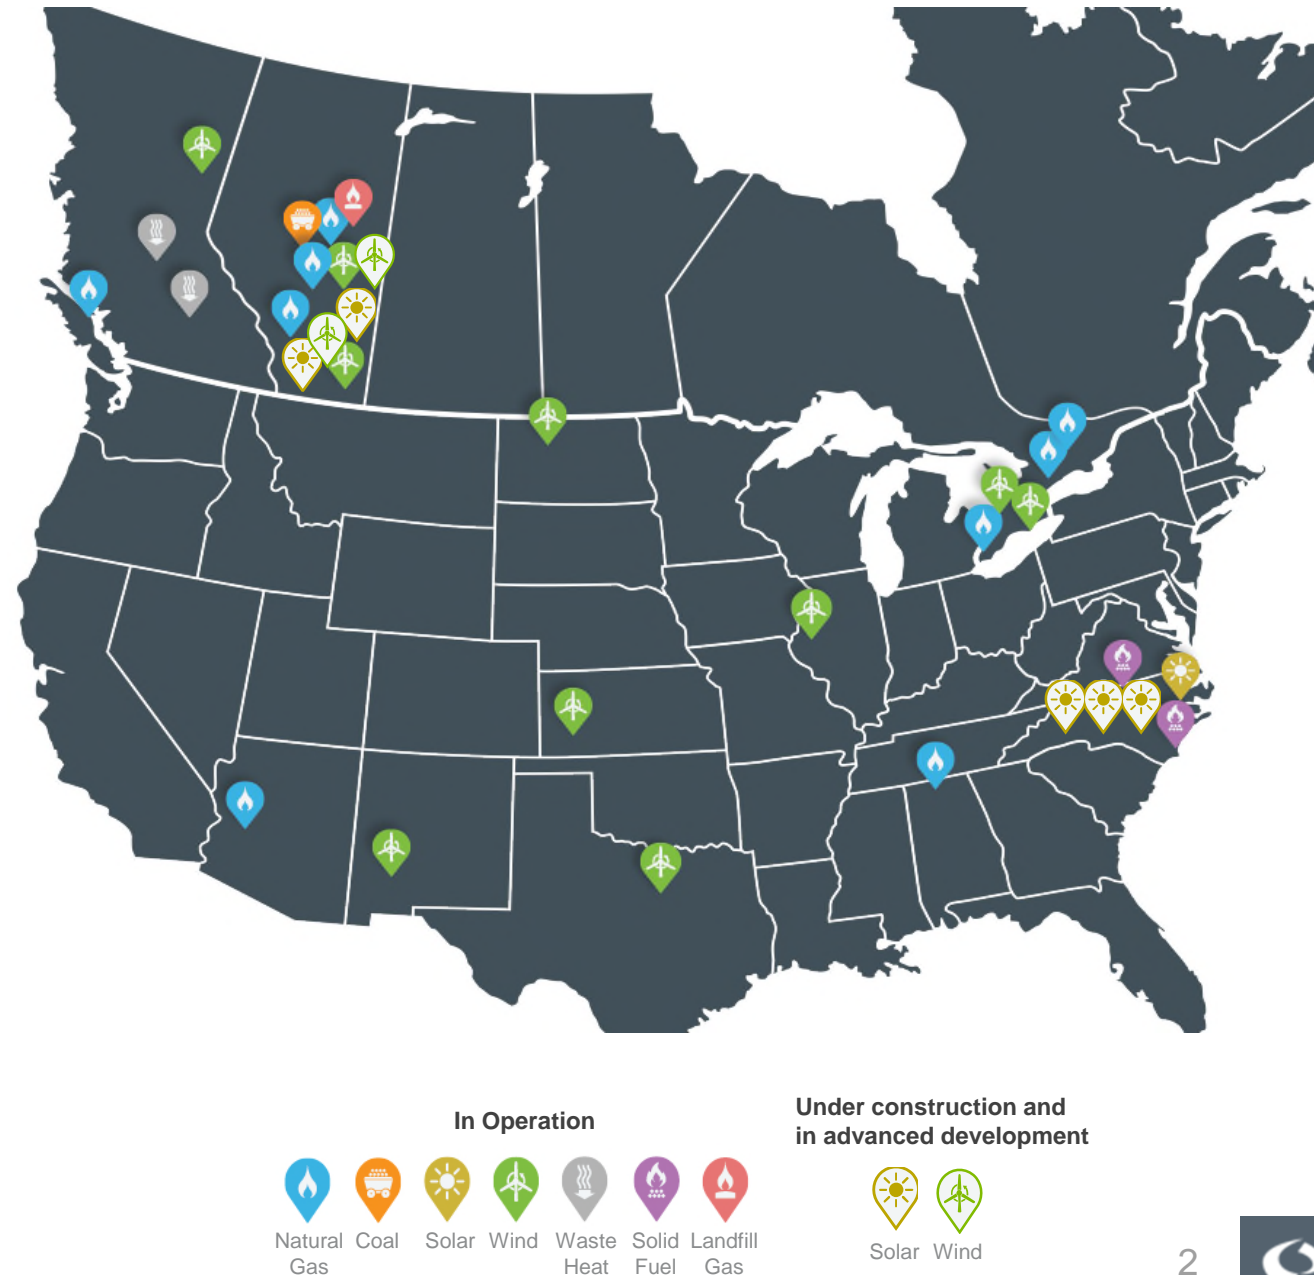 In Operation
Natural Gas
Coal
Solar
Wind
Waste Heat
Solid Fuel
Landfill Gas
Under construction and
in advanced development
Solar
Wind
2